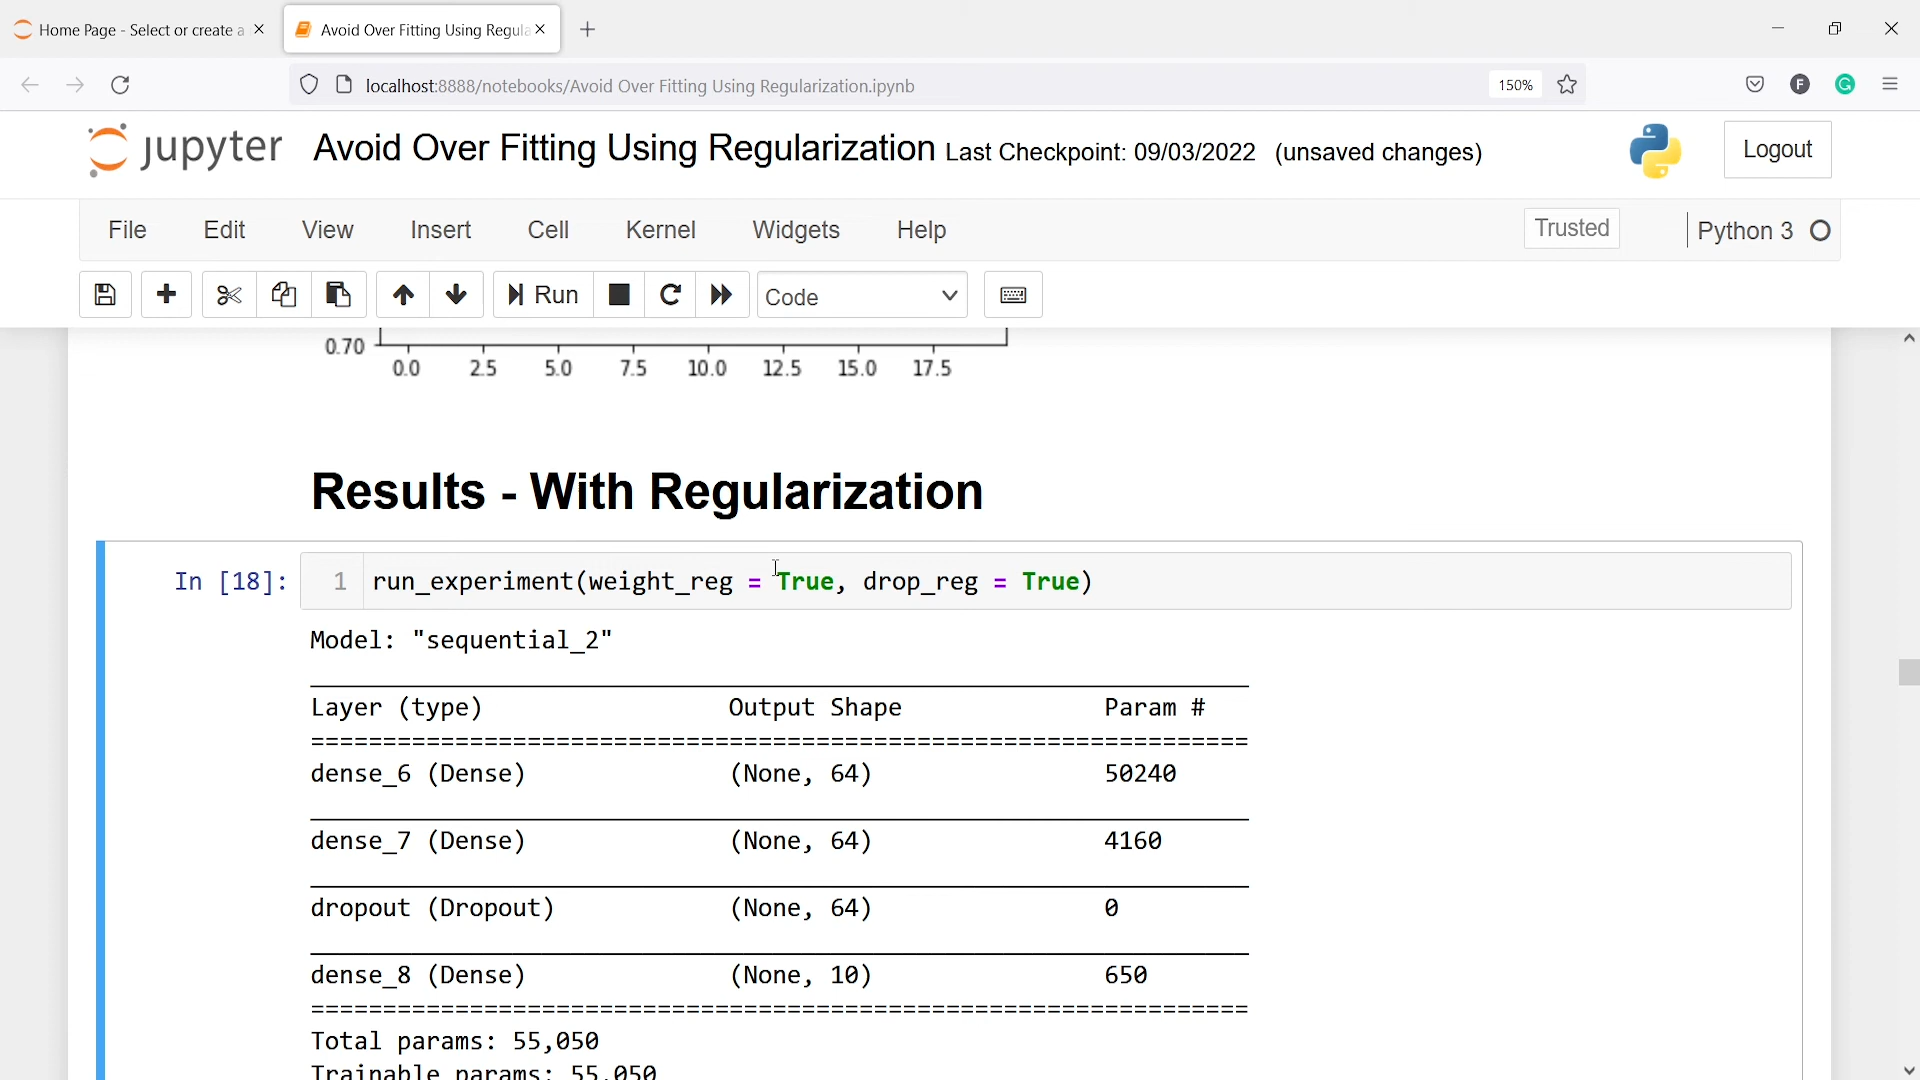 Home Page - Select or create a
Avoid Over Fitting Using Regula
localhost:8888/notebooks/Avoid Over Fitting Using Regularization.ipynb
150%
F
G
jupyter
Avoid Over Fitting Using Regularization Last Checkpoint: 09/03/2022 (unsaved changes)
Logout
File Edit View Insert Cell Kernel Widgets Help
Trusted
Python 3
Run
Code
0.70
0.0 2.5 5.0 7.5 10.0 12.5 15.0 17.5
Results - With Regularization
In [18]: 1 run_experiment(weight_reg = True, drop_reg = True)
Model: "sequential_2"
Layer (type) Output Shape Param #
=================================================================
dense_6 (Dense) (None, 64) 50240
dense_7 (Dense) (None, 64) 4160
dropout (Dropout) (None, 64) 0
dense_8 (Dense) (None, 10) 650
=================================================================
Total params: 55,050
Trainable params: 55,050